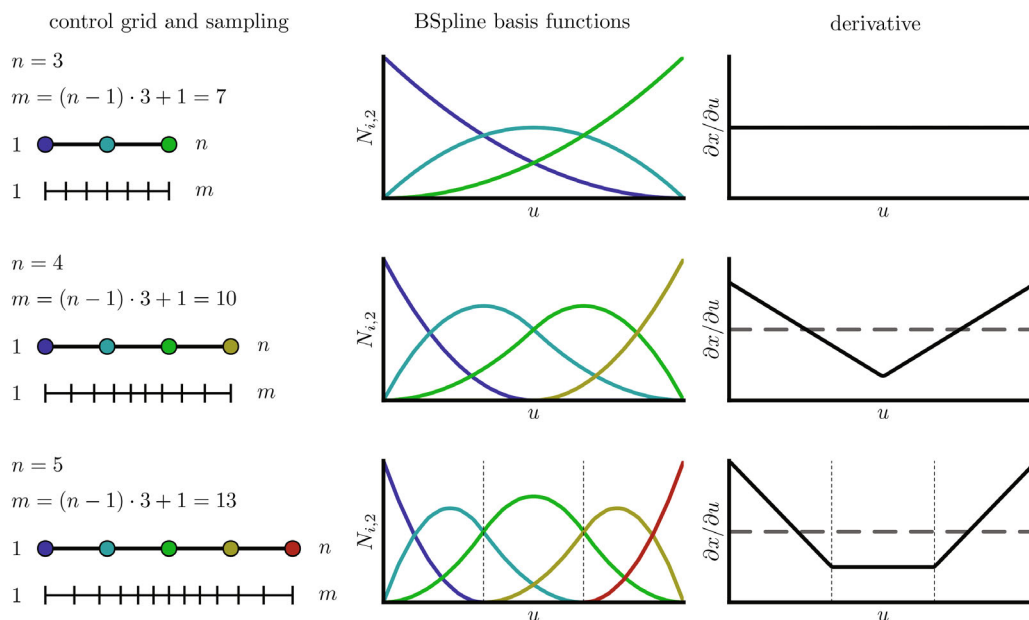 control grid and sampling
BSpline basis functions
derivative
n = 3
m = (n − 1) · 3 + 1 = 7
1 n
1 m
N_{i,2}
u
∂x/∂u
u
n = 4
m = (n − 1) · 3 + 1 = 10
1 n
1 m
N_{i,2}
u
∂x/∂u
u
n = 5
m = (n − 1) · 3 + 1 = 13
1 n
1 m
N_{i,2}
u
∂x/∂u
u